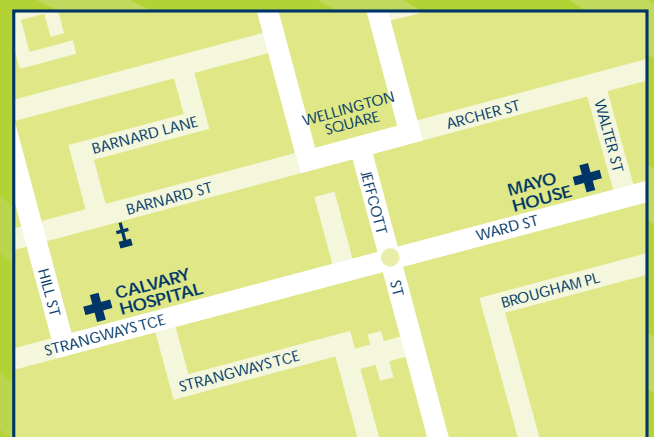 WELLINGTON
SQUARE
ARCHER ST
WALTER ST
BARNARD LANE
BARNARD ST
JEFFCOTT
ST
MAYO
HOUSE
WARD ST
HILL ST
CALVARY
HOSPITAL
BROUGHAM PL
STRANGWAYS TCE
STRANGWAYS TCE